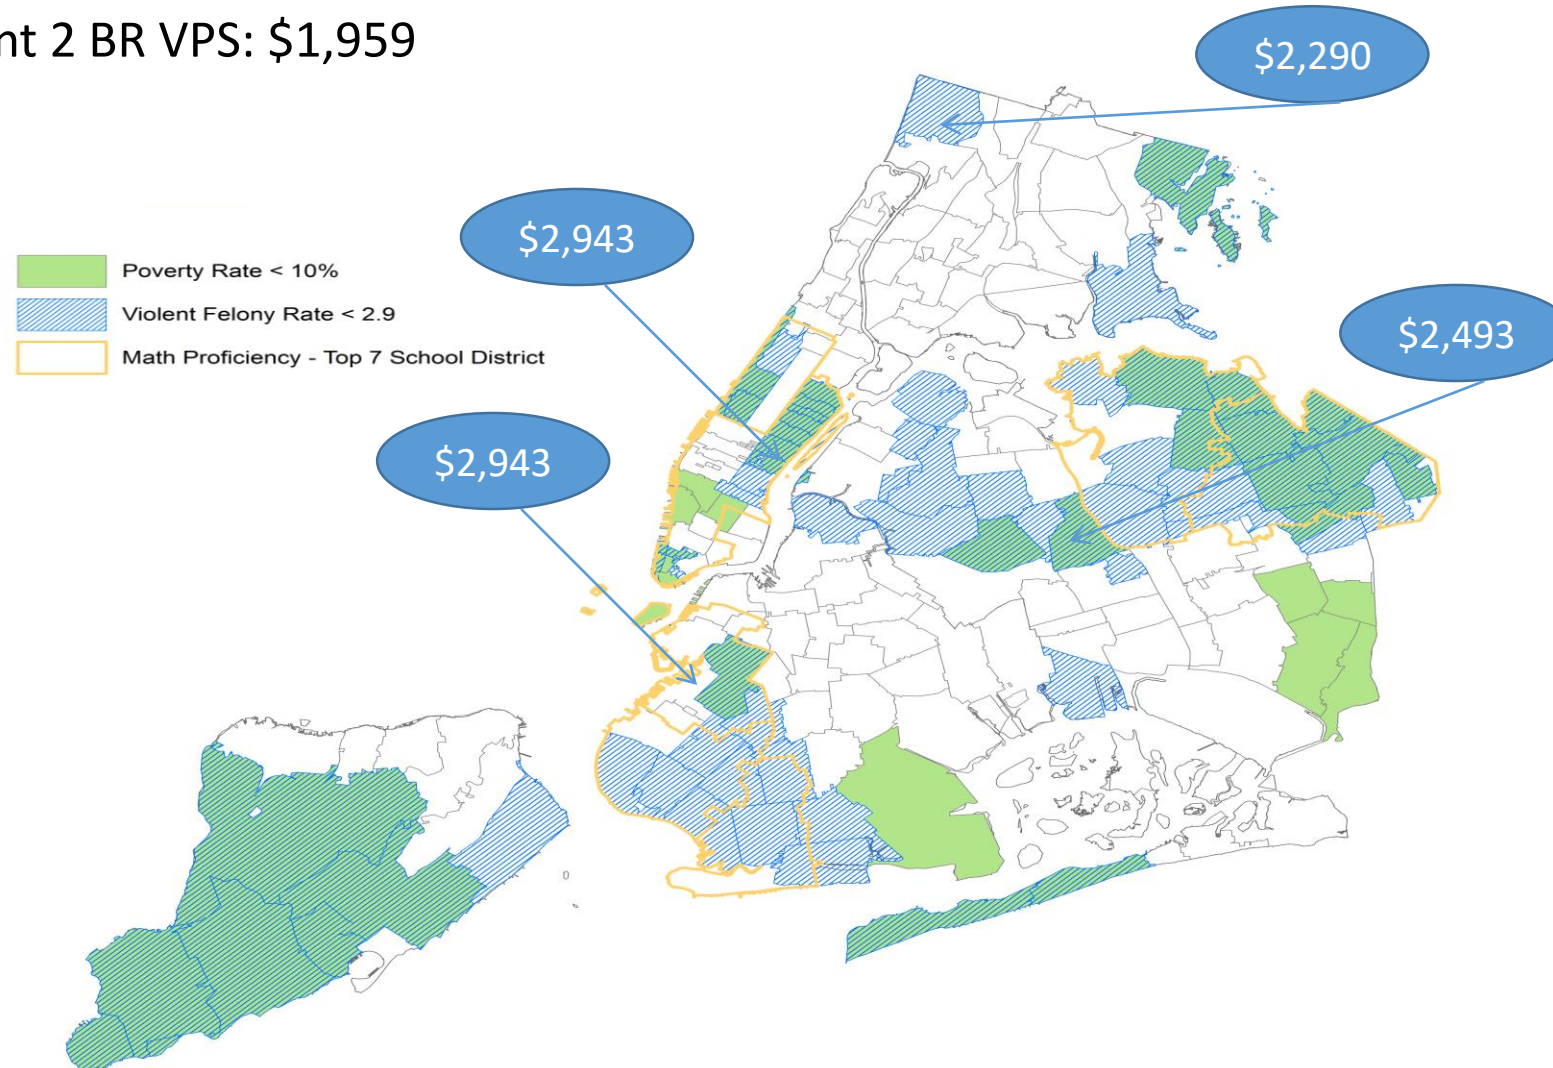 nt 2 BR VPS: $1,959
$2,290
$2,943
Poverty Rate < 10%
Violent Felony Rate < 2.9
Math Proficiency - Top 7 School District
$2,493
$2,943